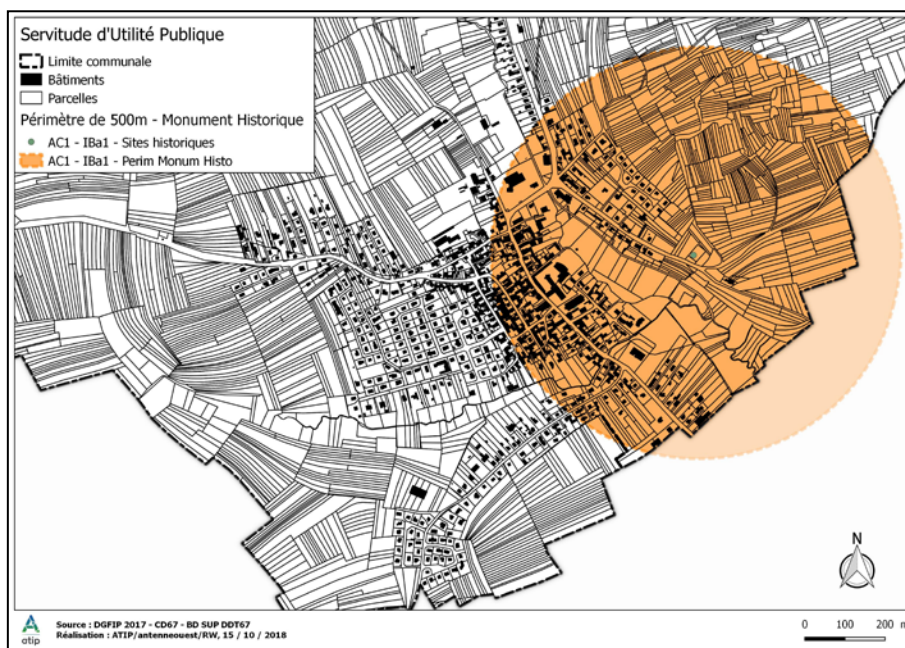 Servitude d'Utilité Publique
Limite communale
Bâtiments
Parcelles
Périmètre de 500m - Monument Historique
AC1 - IBa1 - Sites historiques
AC1 - IBa1 - Perim Monum Histo
N
atip
Source : DGFIP 2017 - CD67 - BD SUP DDT67
Réalisation : ATIP/antenneouest/RW, 15 / 10 / 2018
0 100 200 m